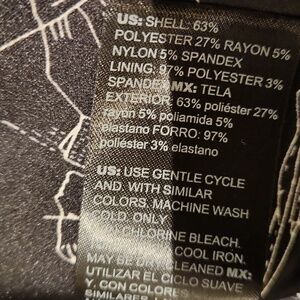 US: SHELL: 63%
POLYESTER 27% RAYON 5%
NYLON 5% SPANDEX
LINING: 97% POLYESTER 3%
SPANDEX MX: TELA
EXTERIOR: 63% poliéster 27%
rayón 5% poliamida 5%
elastano FORRO: 97%
poliéster 3% elastano
US: USE GENTLE CYCLE
AND. WITH SIMILAR
COLORS. MACHINE WASH
COLD. ONLY
CHLORINE BLEACH.
COOL IRON.
MAY BE DRY CLEANED MX:
UTILIZAR EL CICLO SUAVE
Y. CON COLORES
SIMILARES